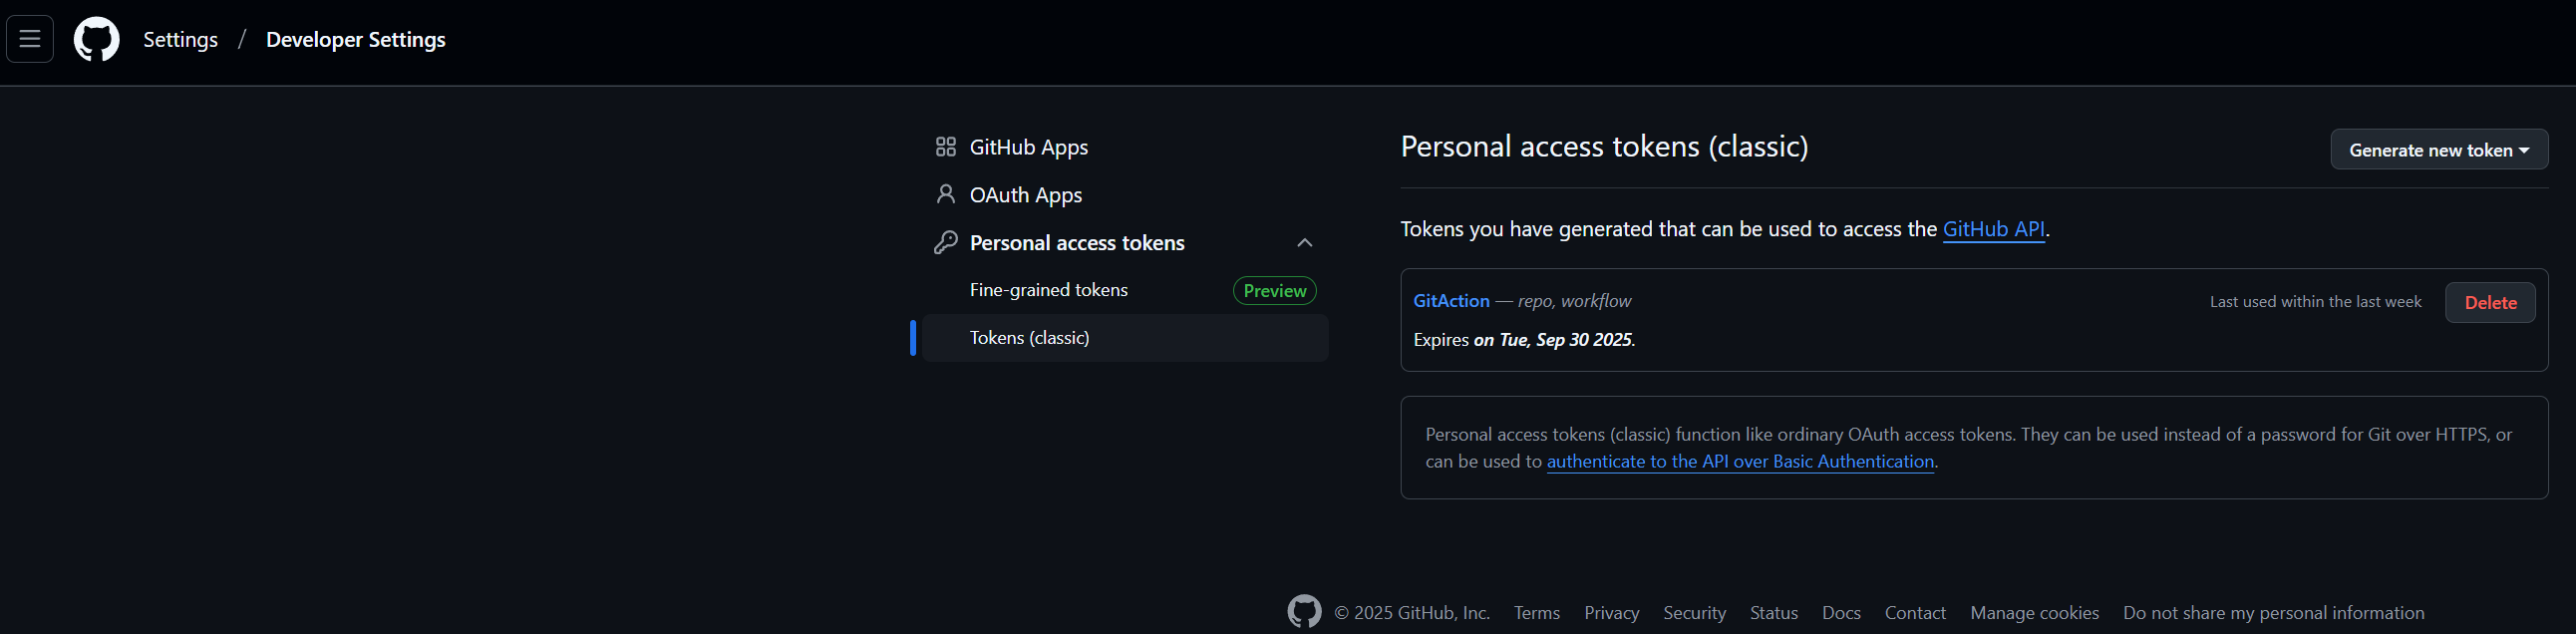 Settings / Developer Settings
GitHub Apps
OAuth Apps
Personal access tokens
Fine-grained tokens Preview
Tokens (classic)
Personal access tokens (classic)
Generate new token
Tokens you have generated that can be used to access the GitHub API.
GitAction — repo, workflow
Last used within the last week
Delete
Expires on Tue, Sep 30 2025.
Personal access tokens (classic) function like ordinary OAuth access tokens. They can be used instead of a password for Git over HTTPS, or
can be used to authenticate to the API over Basic Authentication.
© 2025 GitHub, Inc. Terms Privacy Security Status Docs Contact Manage cookies Do not share my personal information